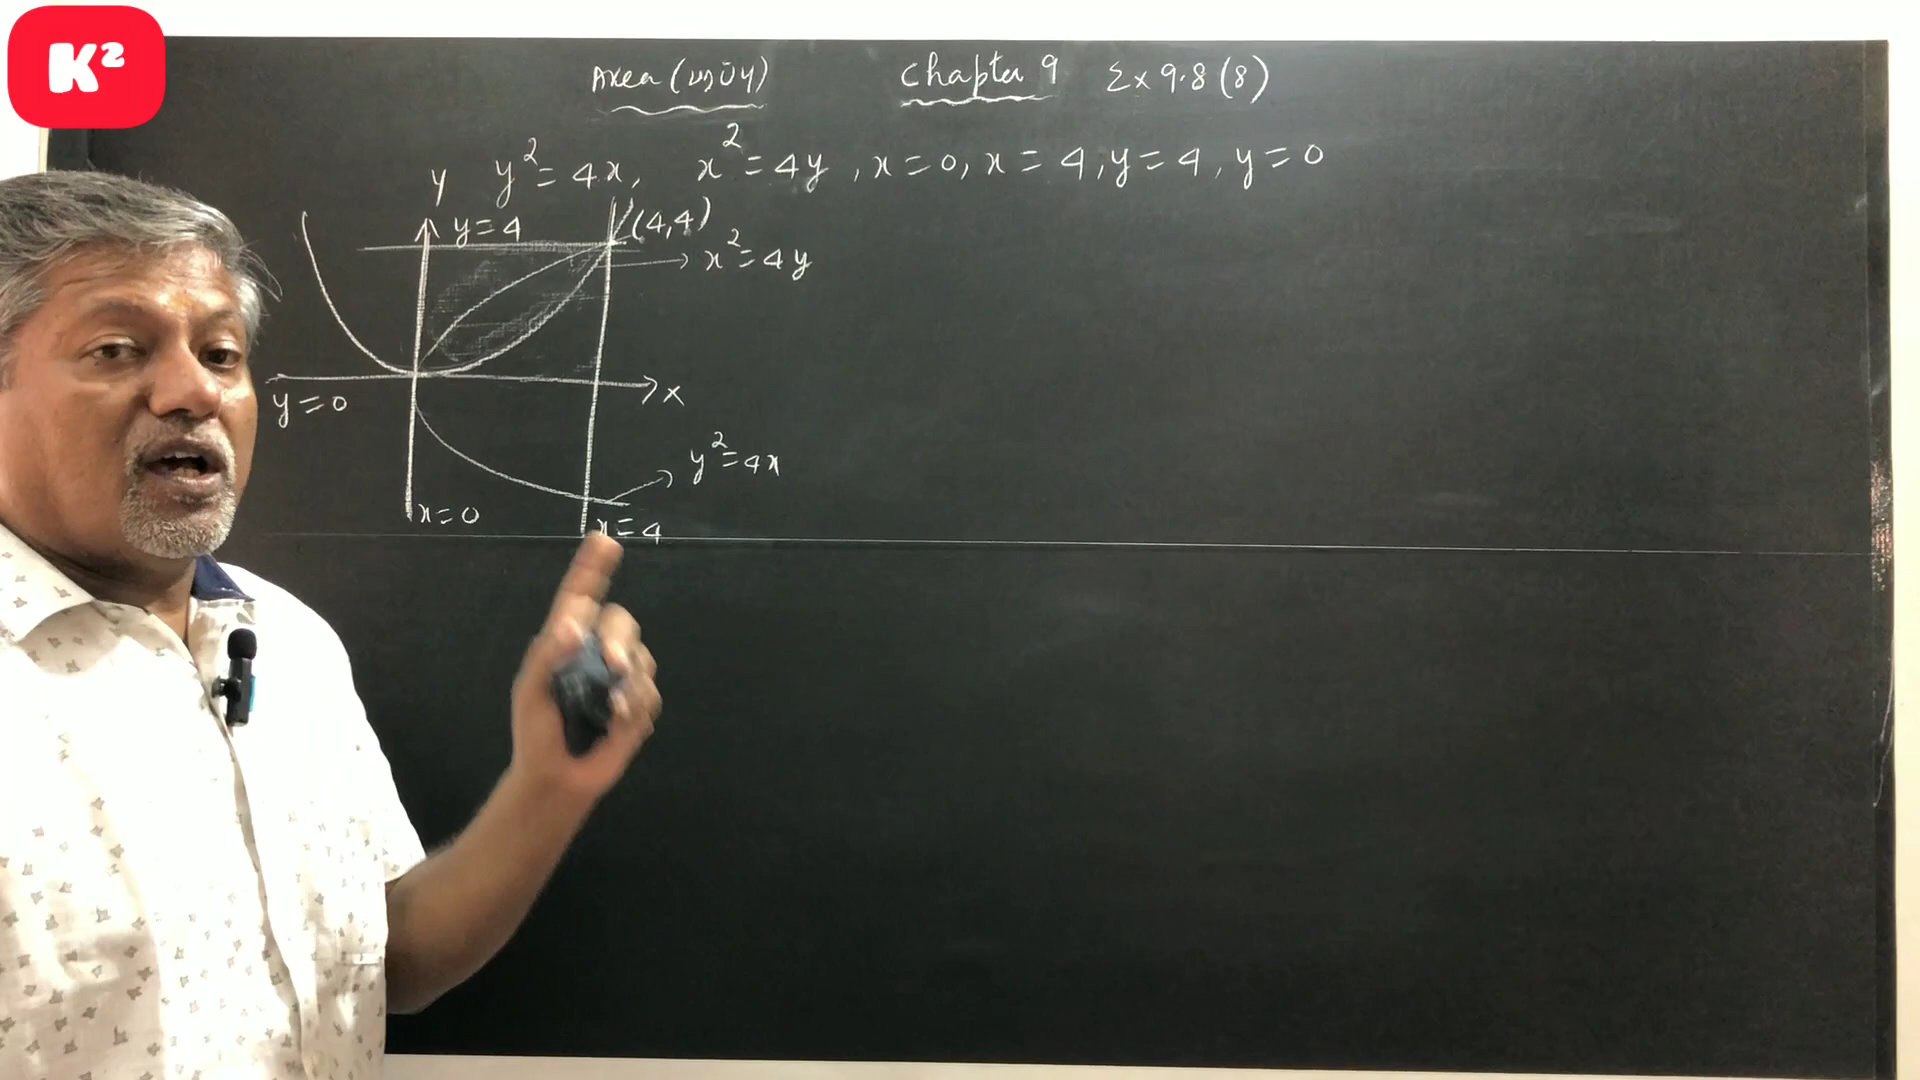 K²
Area (பரப்பு) Chapter 9 Ex 9.8 (8)
y² = 4x, x² = 4y, x = 0, x = 4, y = 4, y = 0
y
y = 4
(4,4)
x² = 4y
x
y = 0
y² = 4x
x = 0
x = 4